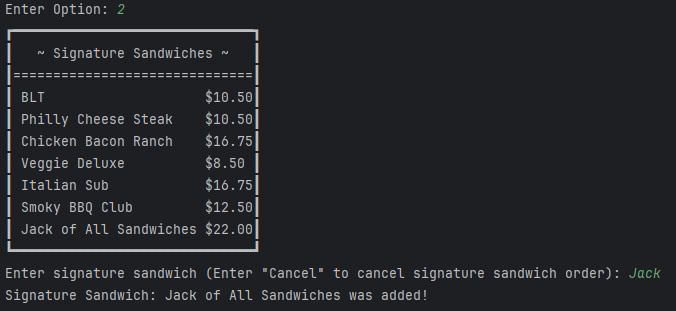 Enter Option: 2
~ Signature Sandwiches ~
==============================
BLT $10.50
Philly Cheese Steak $10.50
Chicken Bacon Ranch $16.75
Veggie Deluxe $8.50
Italian Sub $16.75
Smoky BBQ Club $12.50
Jack of All Sandwiches $22.00
Enter signature sandwich (Enter "Cancel" to cancel signature sandwich order): Jack
Signature Sandwich: Jack of All Sandwiches was added!